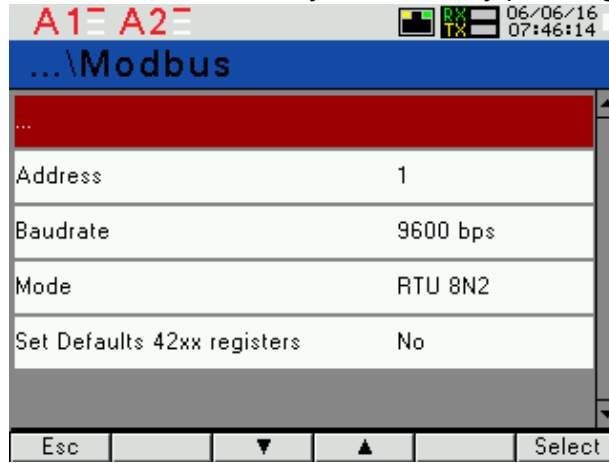 A1 A2 RX TX 06/06/16 07:46:14
...\Modbus
...
Address 1
Baudrate 9600 bps
Mode RTU 8N2
Set Defaults 42xx registers No
Esc ▼ ▲ Select